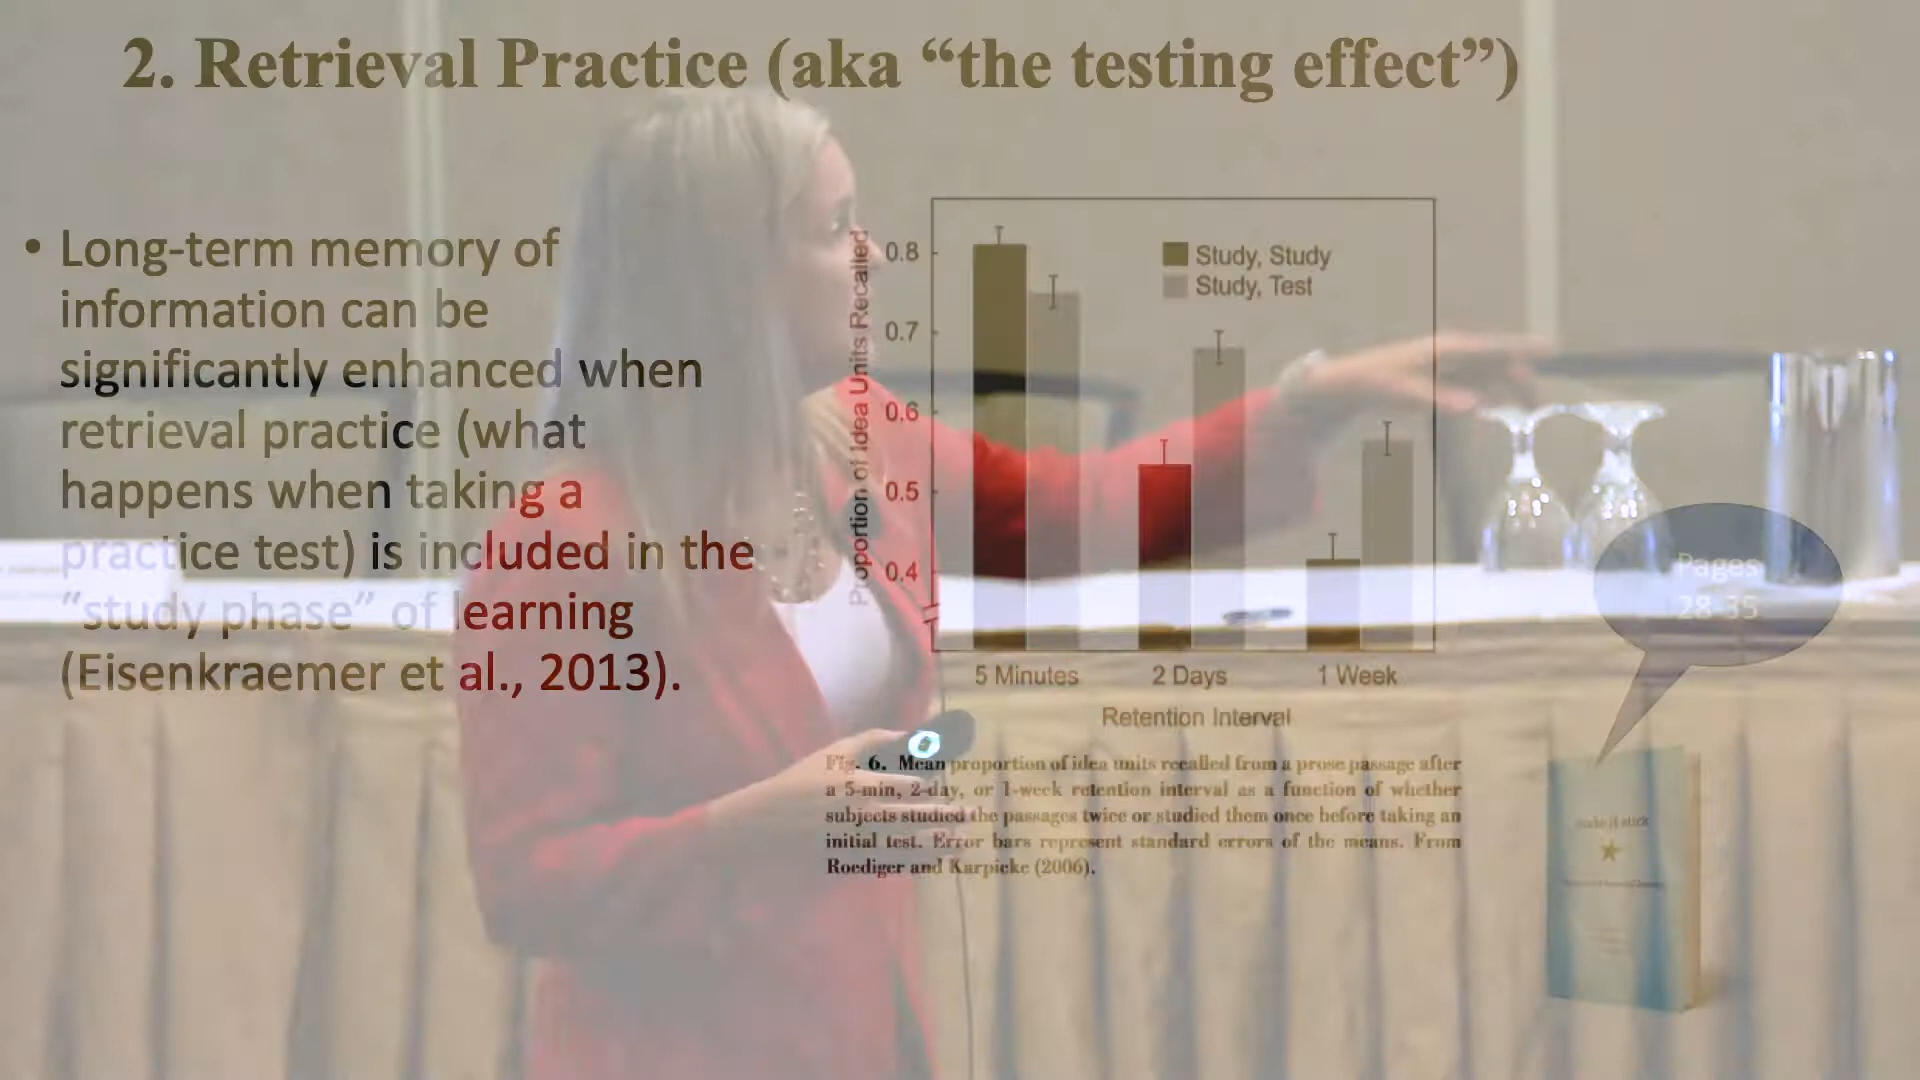 2. Retrieval Practice (aka “the testing effect”)
• Long-term memory of
information can be
significantly enhanced when
retrieval practice (what
happens when taking a
practice test) is included in the
“study phase” of learning
(Eisenkraemer et al., 2013).
Proportion of Idea Units Recalled
0.8
0.7
0.6
0.5
0.4
Study, Study
Study, Test
5 Minutes 2 Days 1 Week
Retention Interval
Fig. 6. Mean proportion of idea units recalled from a prose passage after
a 5-min, 2-day, or 1-week retention interval as a function of whether
subjects studied the passages twice or studied them once before taking an
initial test. Error bars represent standard errors of the means. From
Roediger and Karpicke (2006).
Pages
28-35
make it stick